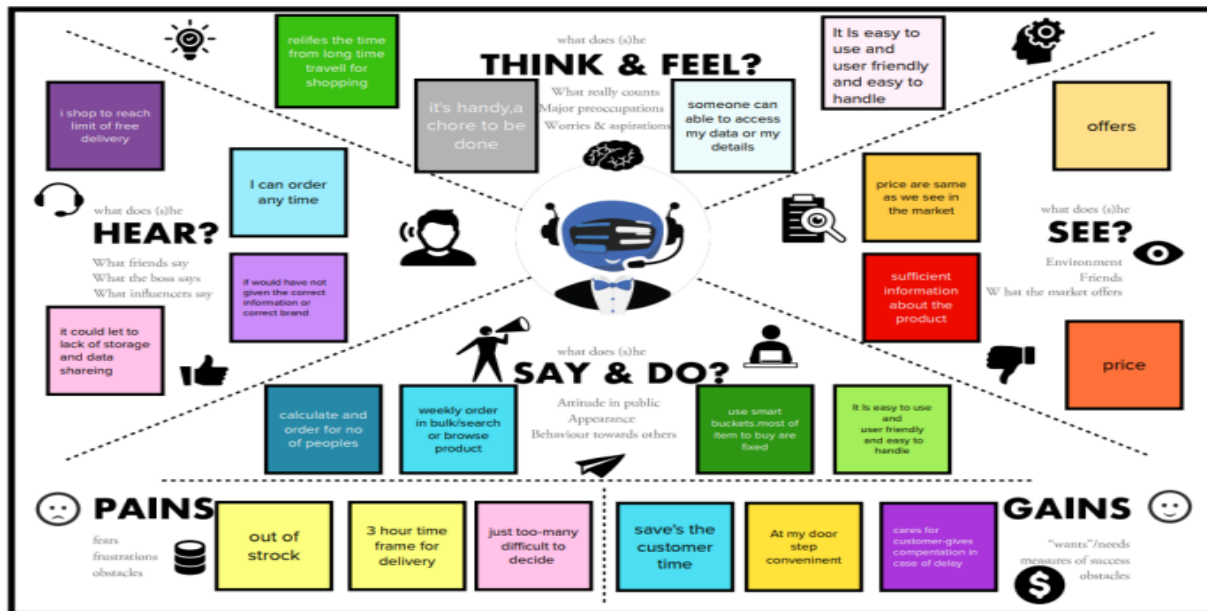 what does (s)he
THINK & FEEL?
What really counts
Major preoccupations
Worries & aspirations
relifes the time
from long time
travell for
shopping
it's handy,a
chore to be
done
someone can
able to access
my data or my
details
It Is easy to
use and
user friendly
and easy to
handle
i shop to reach
limit of free
delivery
I can order
any time
what does (s)he
HEAR?
What friends say
What the boss says
What influencers say
if would have not
given the correct
information or
correct brand
it could let to
lack of storage
and data
shareing
offers
price are same
as we see in
the market
what does (s)he
SEE?
Environment
Friends
W hat the market offers
sufficient
information
about the
product
price
what does (s)he
SAY & DO?
Attitude in public
Appearance
Behaviour towards others
calculate and
order for no
of peoples
weekly order
in bulk/search
or browse
product
use smart
buckets.most of
item to buy are
fixed
It Is easy to use
and
user friendly
and easy to
handle
PAINS
fears
frustrations
obstacles
out of
strock
3 hour time
frame for
delivery
just too-many
difficult to
decide
save's the
customer
time
At my door
step
conveninent
cares for
customer-gives
compentation in
case of delay
GAINS
"wants"/needs
measures of success
obstacles
$